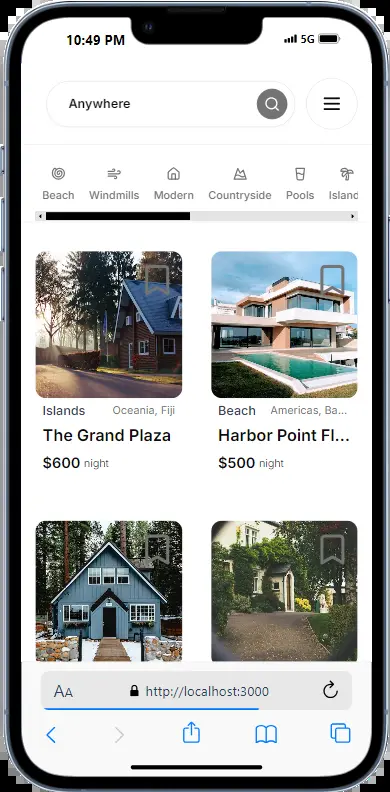 10:49 PM 5G
Anywhere
Beach Windmills Modern Countryside Pools Island
Islands Oceania, Fiji
The Grand Plaza
$600 night
Beach Americas, Ba...
Harbor Point Fl...
$500 night
AA http://localhost:3000